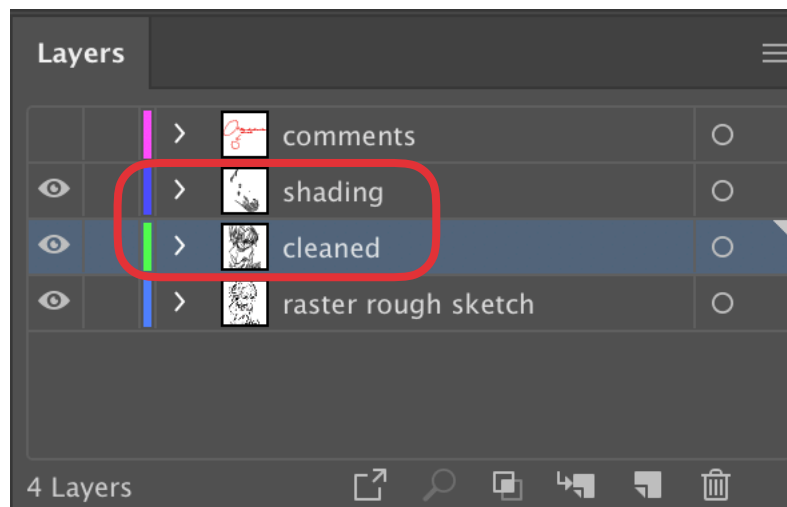 Layers
comments
shading
cleaned
raster rough sketch
4 Layers